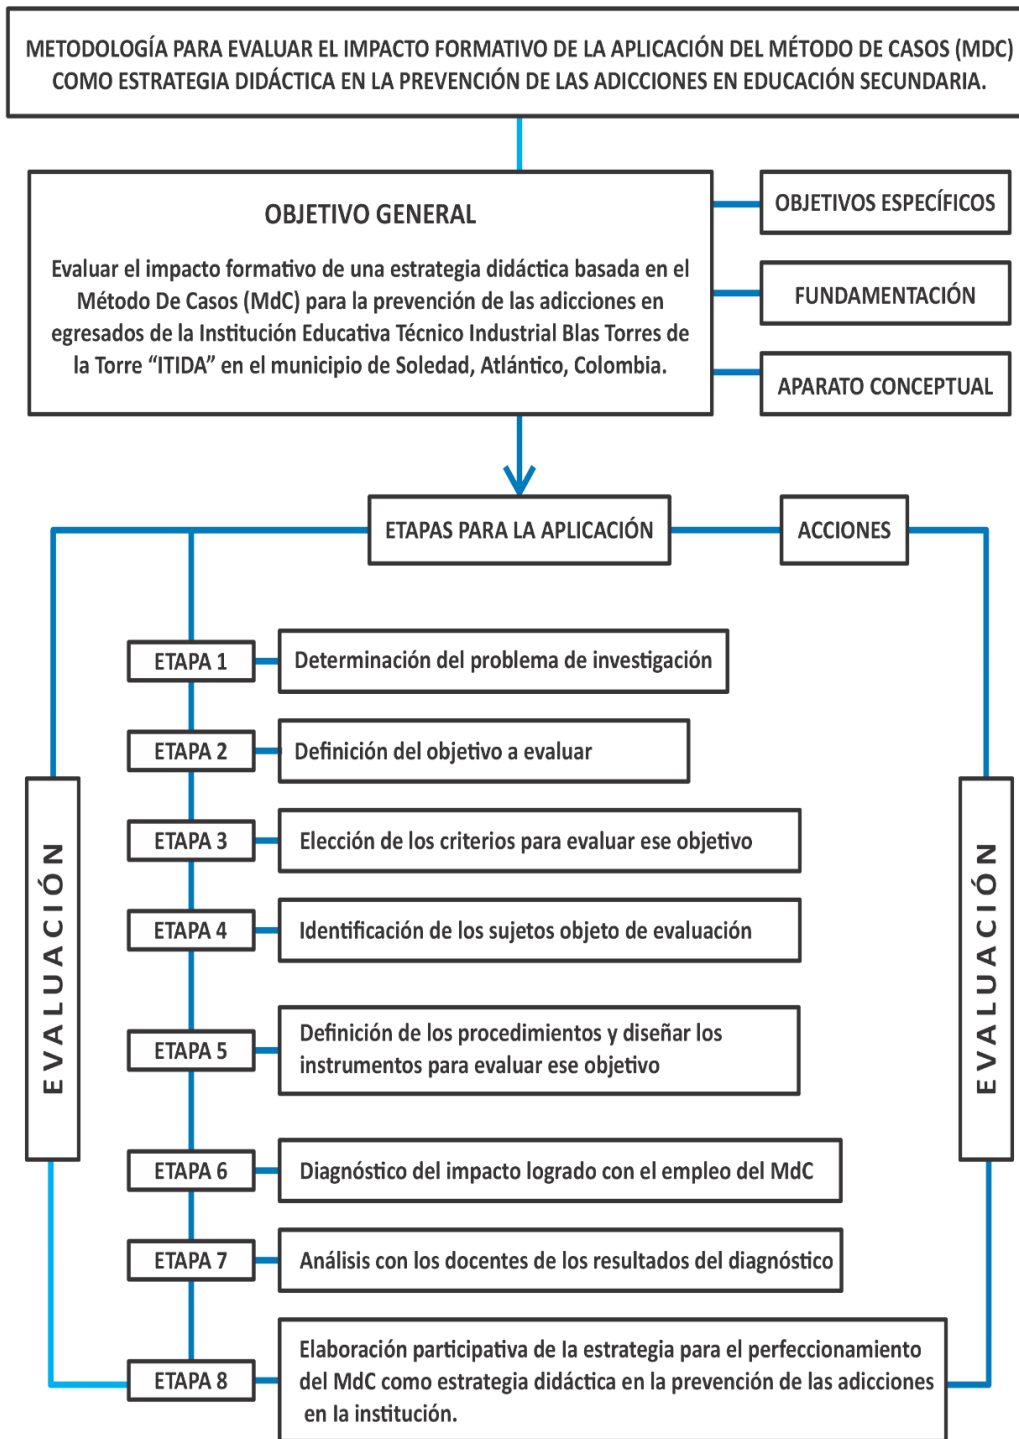 METODOLOGÍA PARA EVALUAR EL IMPACTO FORMATIVO DE LA APLICACIÓN DEL MÉTODO DE CASOS (MDC)
COMO ESTRATEGIA DIDÁCTICA EN LA PREVENCIÓN DE LAS ADICCIONES EN EDUCACIÓN SECUNDARIA.
OBJETIVO GENERAL
Evaluar el impacto formativo de una estrategia didáctica basada en el
Método De Casos (MdC) para la prevención de las adicciones en
egresados de la Institución Educativa Técnico Industrial Blas Torres de
la Torre “ITIDA” en el municipio de Soledad, Atlántico, Colombia.
OBJETIVOS ESPECÍFICOS
FUNDAMENTACIÓN
APARATO CONCEPTUAL
ETAPAS PARA LA APLICACIÓN
ACCIONES
EVALUACIÓN
ETAPA 1
Determinación del problema de investigación
ETAPA 2
Definición del objetivo a evaluar
ETAPA 3
Elección de los criterios para evaluar ese objetivo
ETAPA 4
Identificación de los sujetos objeto de evaluación
ETAPA 5
Definición de los procedimientos y diseñar los
instrumentos para evaluar ese objetivo
ETAPA 6
Diagnóstico del impacto logrado con el empleo del MdC
ETAPA 7
Análisis con los docentes de los resultados del diagnóstico
ETAPA 8
Elaboración participativa de la estrategia para el perfeccionamiento
del MdC como estrategia didáctica en la prevención de las adicciones
en la institución.
EVALUACIÓN